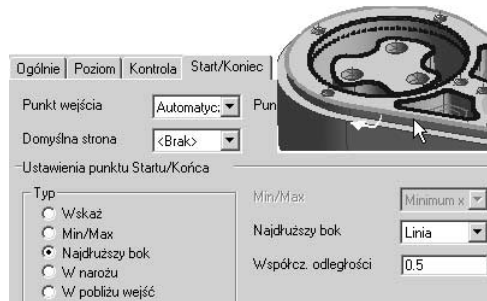 Ogólnie Poziom Kontrola Start/Koniec
Punkt wejścia Automatyc: Pun
Domyślna strona <Brak>
Ustawienia punktu Startu/Końca
Typ
Wskaż
Min/Max
Najdłuższy bok
W narożu
W pobliżu wejść
Min/Max Minimum x
Najdłuższy bok Linia
Współcz. odległości 0.5